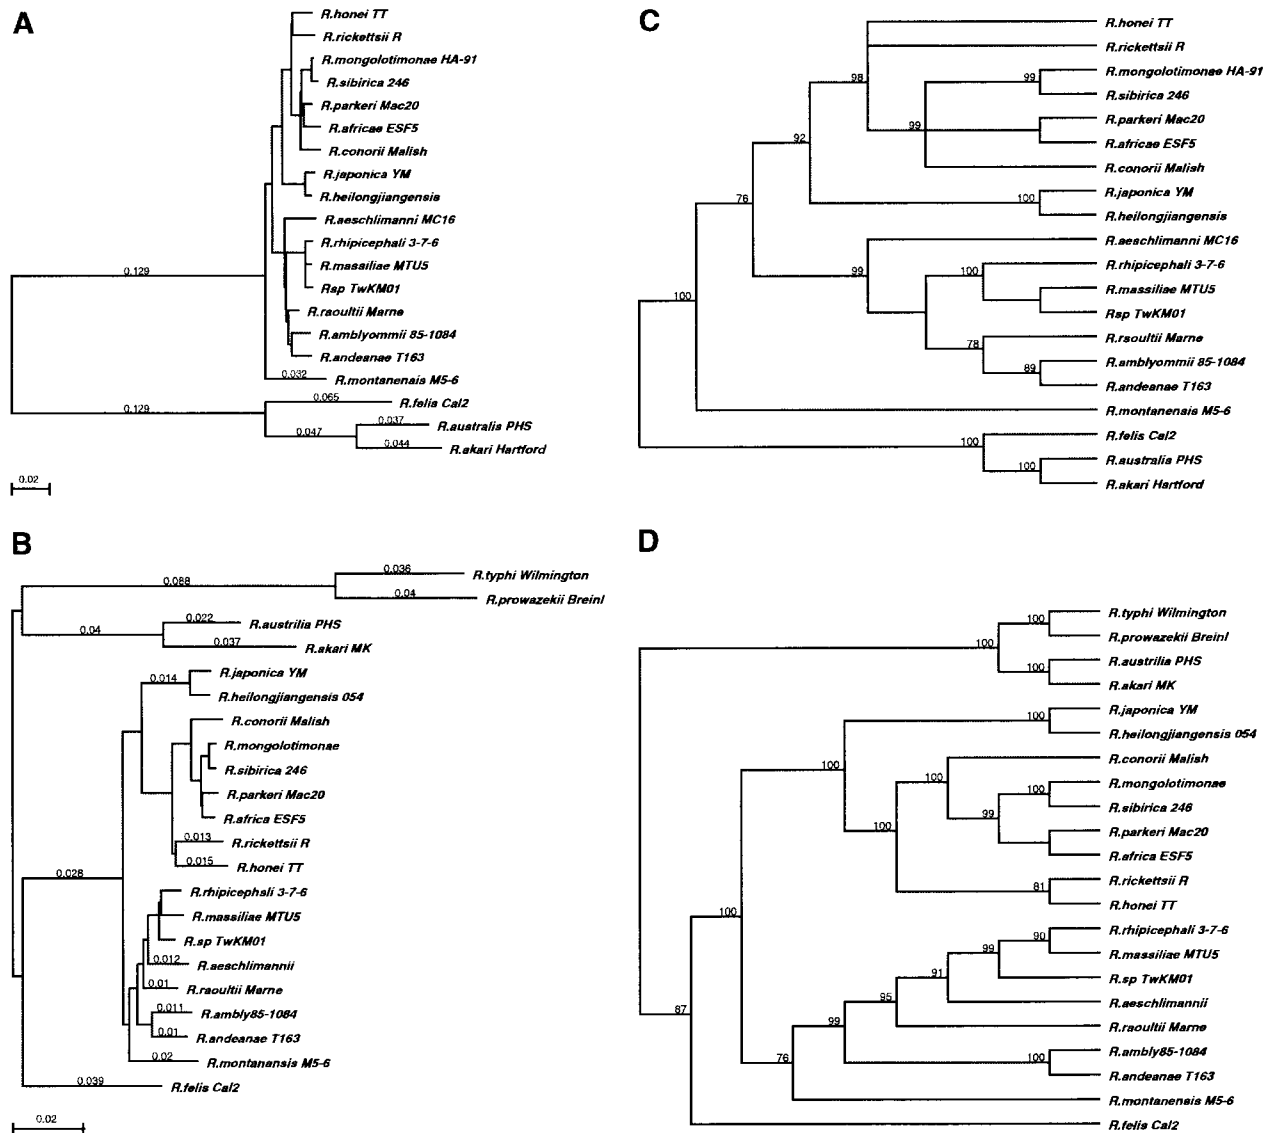 A
R.honei TT
R.rickettsii R
R.mongolotimonae HA-91
R.sibirica 246
R.parkeri Mac20
R.africae ESF5
R.conorii Malish
R.japonica YM
R.heilongjiangensis
R.aeschlimanni MC16
R.rhipicephali 3-7-6
R.massiliae MTU5
Rsp TwKM01
R.raoultii Marne
R.amblyommii 85-1084
R.andeanae T163
R.montanensis M5-6
R.felis Cal2
R.australia PHS
R.akari Hartford
0.129
0.032
0.129
0.065
0.037
0.047
0.044
0.02
C
R.honei TT
R.rickettsii R
R.mongolotimonae HA-91
R.sibirica 246
R.parkeri Mac20
R.africae ESF5
R.conorii Malish
R.japonica YM
R.heilongjiangensis
R.aeschlimanni MC16
R.rhipicephali 3-7-6
R.massiliae MTU5
Rsp TwKM01
R.raoultii Marne
R.amblyommii 85-1084
R.andeanae T163
R.montanensis M5-6
R.felis Cal2
R.australia PHS
R.akari Hartford
98
99
99
92
100
76
99
100
100
78
89
100
100
B
R.typhi Wilmington
R.prowazekii Breinl
R.austrilia PHS
R.akari MK
R.japonica YM
R.heilongjiangensis 054
R.conorii Malish
R.mongolotimonae
R.sibirica 246
R.parkeri Mac20
R.africa ESF5
R.rickettsii R
R.honei TT
R.rhipicephali 3-7-6
R.massiliae MTU5
R.sp TwKM01
R.aeschlimannii
R.raoultii Marne
R.ambly85-1084
R.andeanae T163
R.montanansis M5-6
R.felis Cal2
0.036
0.088
0.04
0.022
0.04
0.037
0.014
0.013
0.015
0.028
0.012
0.01
0.011
0.01
0.02
0.039
0.02
D
R.typhi Wilmington
R.prowazekii Breinl
R.austrilia PHS
R.akari MK
R.japonica YM
R.heilongjiangensis 054
R.conorii Malish
R.mongolotimonae
R.sibirica 246
R.parkeri Mac20
R.africa ESF5
R.rickettsii R
R.honei TT
R.rhipicephali 3-7-6
R.massiliae MTU5
R.sp TwKM01
R.aeschlimannii
R.raoultii Marne
R.ambly85-1084
R.andeanae T163
R.montanensis M5-6
R.felis Cal2
100
100
100
100
100
100
100
99
100
81
100
90
99
91
95
99
100
76
87